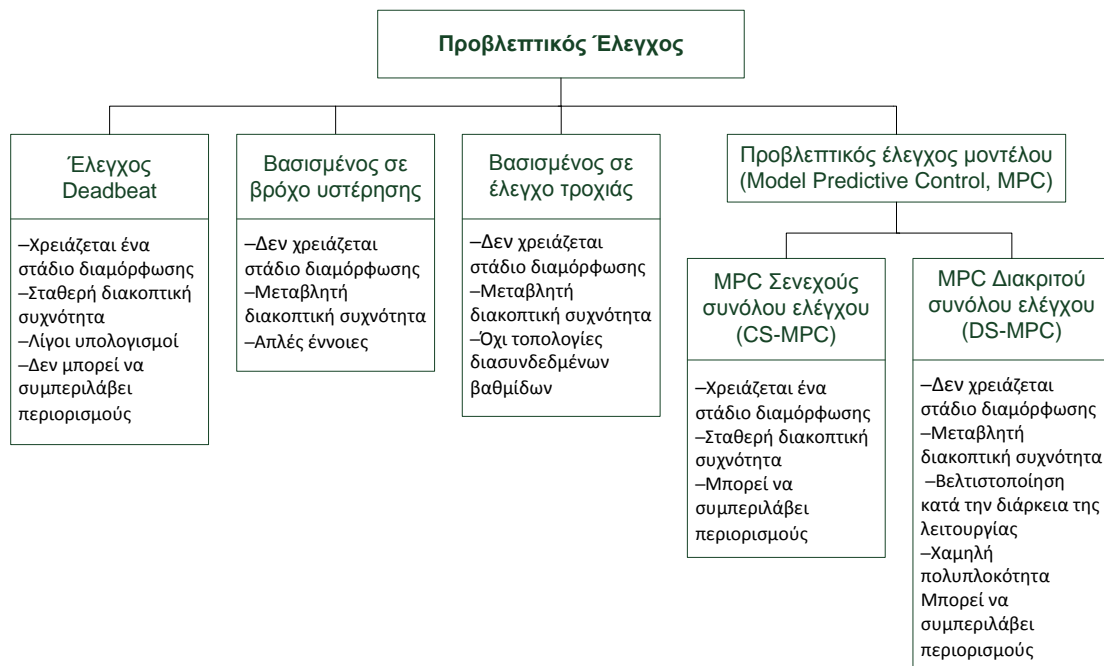 Προβλεπτικός Έλεγχος
Έλεγχος
Deadbeat
–Χρειάζεται ένα
στάδιο διαμόρφωσης
–Σταθερή διακοπτική
συχνότητα
–Λίγοι υπολογισμοί
–Δεν μπορεί να
συμπεριλάβει
περιορισμούς
Βασισμένος σε
βρόχο υστέρησης
–Δεν χρειάζεται
στάδιο διαμόρφωσης
–Μεταβλητή
διακοπτική συχνότητα
–Απλές έννοιες
Βασισμένος σε
έλεγχο τροχιάς
–Δεν χρειάζεται
στάδιο διαμόρφωσης
–Μεταβλητή
διακοπτική συχνότητα
–Όχι τοπολογίες
διασυνδεδμένων
βαθμίδων
Προβλεπτικός έλεγχος μοντέλου
(Model Predictive Control, MPC)
MPC Σενεχούς
συνόλου ελέγχου
(CS-MPC)
–Χρειάζεται ένα
στάδιο διαμόρφωσης
–Σταθερή διακοπτική
συχνότητα
–Μπορεί να
συμπεριλάβει
περιορισμούς
MPC Διακριτού
συνόλου ελέγχου
(DS-MPC)
–Δεν χρειάζεται
στάδιο διαμόρφωσης
–Μεταβλητή
διακοπτική συχνότητα
–Βελτιστοποίηση
κατά την διάρκεια της
λειτουργίας
–Χαμηλή
πολυπλοκότητα
Μπορεί να
συμπεριλάβει
περιορισμούς